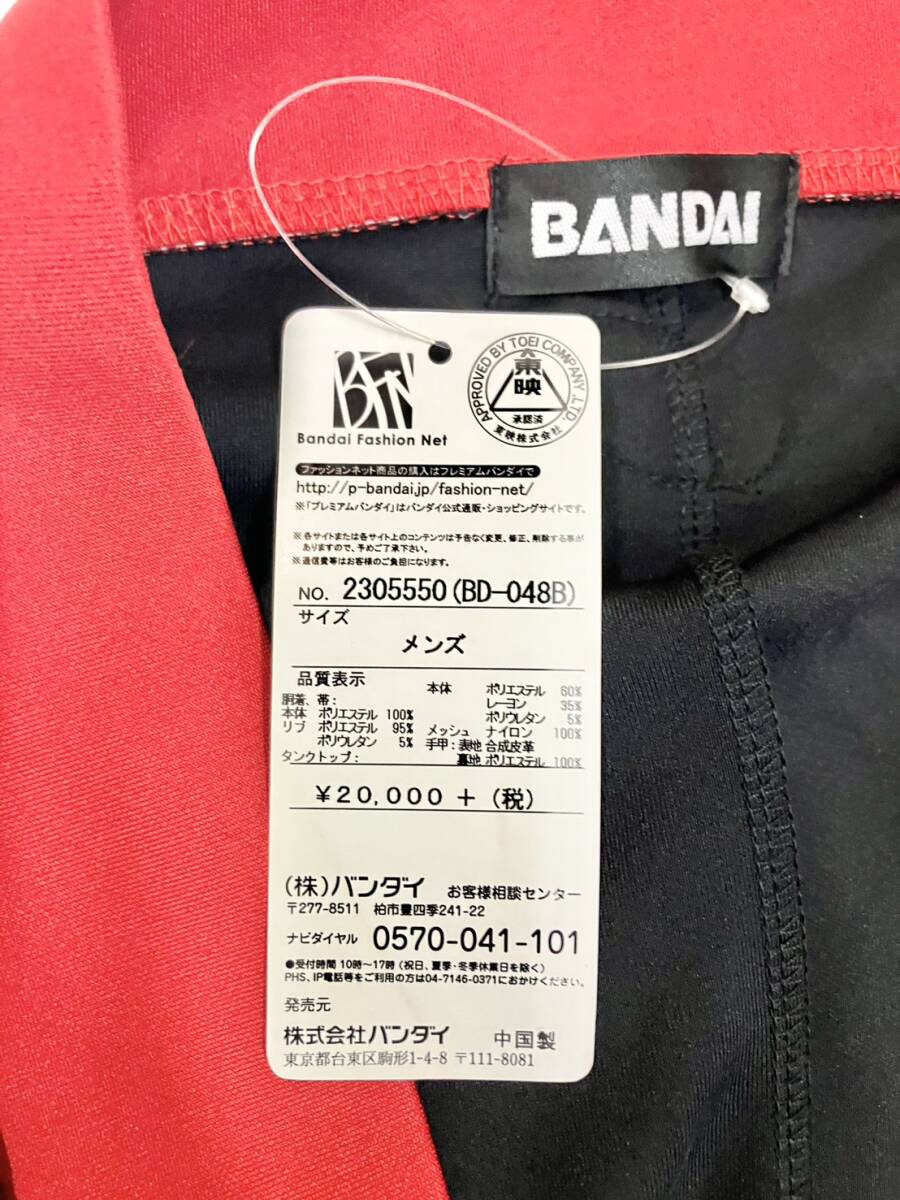 BANDAI
BFN
Bandai Fashion Net
APPROVED BY TOEI COMPANY, LTD.
東映
承認済
東映株式会社
ファッションネット商品の購入はプレミアムバンダイで
http://p-bandai.jp/fashion-net/
※「プレミアムバンダイ」はバンダイ公式通販・ショッピングサイトです。
※各サイトまたは各サイト上のコンテンツは予告なく変更、修正、削除する事が
ありますので、予めご了承下さい。
※通信費等はお客様のご負担になります。
NO. 2305550(BD-048B)
サイズ
メンズ
品質表示
胴着、帯:
本体 ポリエステル 100%
リブ ポリエステル 95%
ポリウレタン 5%
タンクトップ:
本体 ポリエステル 60%
レーヨン 35%
ポリウレタン 5%
メッシュ ナイロン 100%
手甲:表地 合成皮革
裏地 ポリエステル 100%
¥20,000 + (税)
(株)バンダイ お客様相談センター
〒277-8511 柏市豊四季241-22
ナビダイヤル 0570-041-101
●受付時間 10時~17時 (祝日、夏季・冬季休業日を除く)
PHS、IP電話等をご利用の方は04-7146-0371におかけください。
発売元
株式会社バンダイ 中国製
東京都台東区駒形1-4-8 〒111-8081